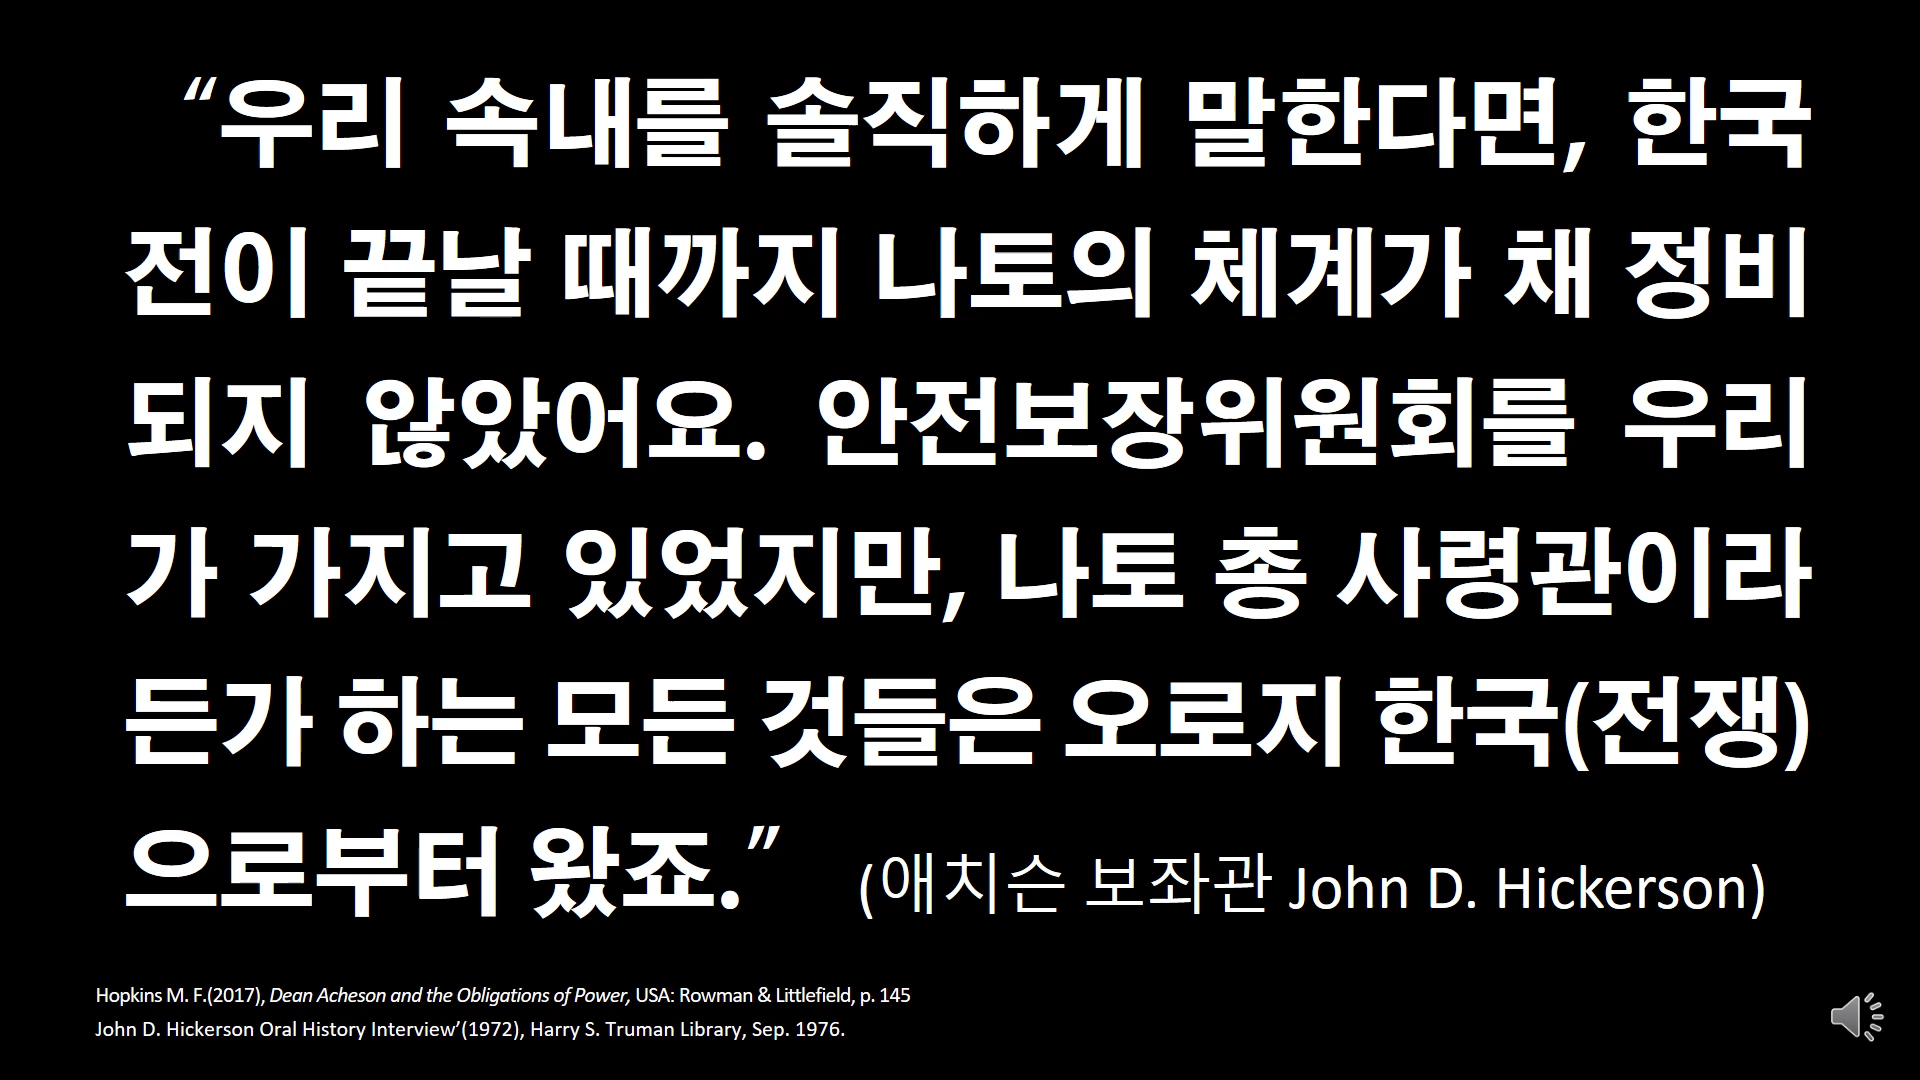 “우리 속내를 솔직하게 말한다면, 한국
전이 끝날 때까지 나토의 체계가 채 정비
되지 않았어요. 안전보장위원회를 우리
가 가지고 있었지만, 나토 총 사령관이라
든가 하는 모든 것들은 오로지 한국(전쟁)
으로부터 왔죠.” (애치슨 보좌관 John D. Hickerson)
Hopkins M. F.(2017), Dean Acheson and the Obligations of Power, USA: Rowman & Littlefield, p. 145
John D. Hickerson Oral History Interview’(1972), Harry S. Truman Library, Sep. 1976.